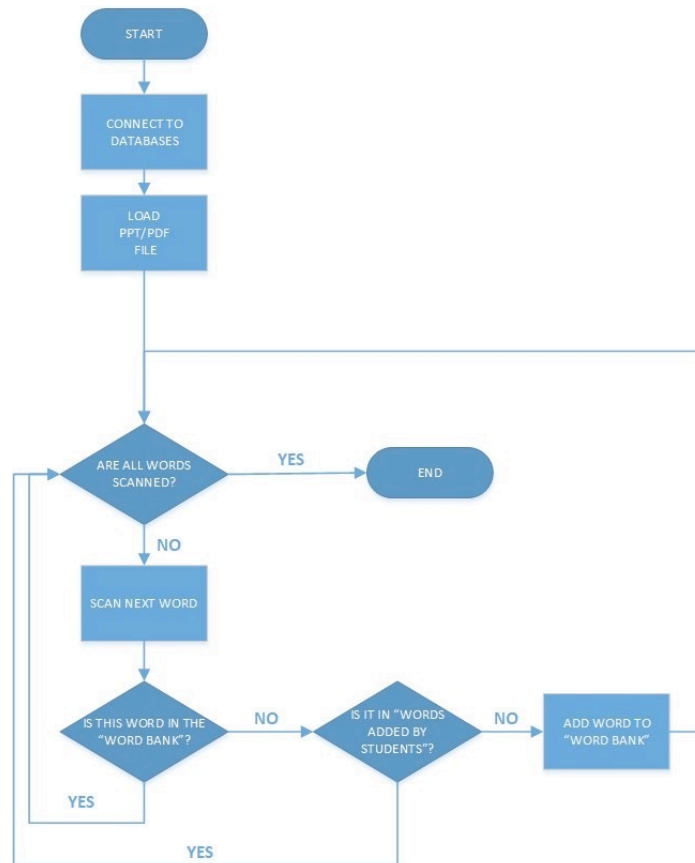 START
CONNECT TO
DATABASES
LOAD
PPT/PDF
FILE
ARE ALL WORDS
SCANNED?
YES
END
NO
SCAN NEXT WORD
IS THIS WORD IN THE
“WORD BANK”?
NO
IS IT IN “WORDS
ADDED BY
STUDENTS”?
NO
ADD WORD TO
“WORD BANK”
YES
YES